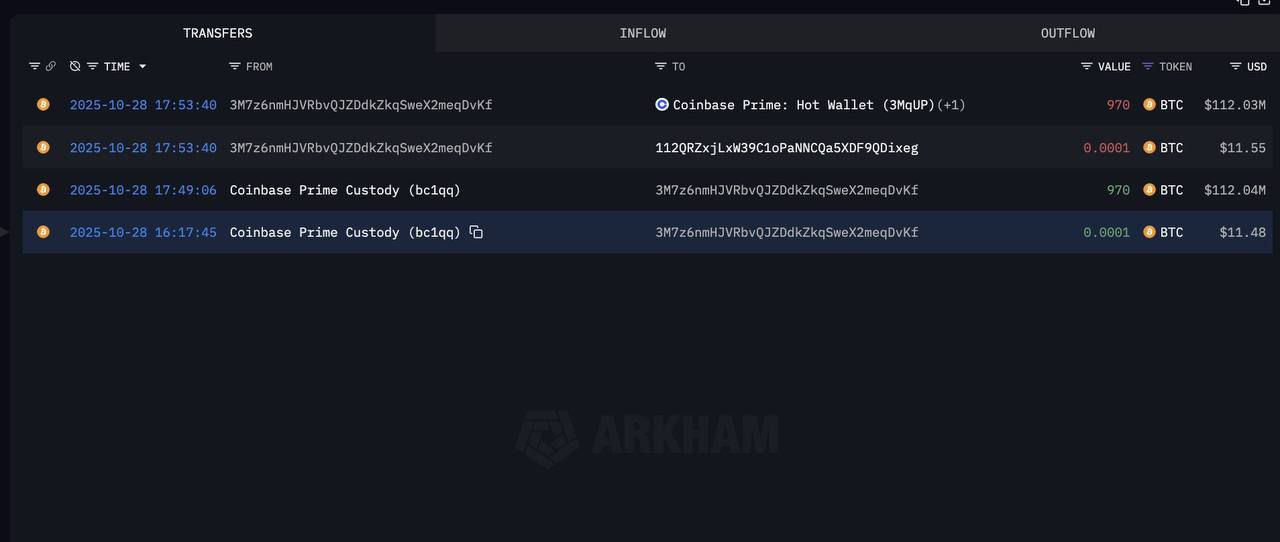 TRANSFERS INFLOW OUTFLOW
TIME FROM TO VALUE TOKEN USD
2025-10-28 17:53:40 3M7z6nmHJVRbvQJZDdkZkqSweX2meqDvKf Coinbase Prime: Hot Wallet (3MqUP)(+1) 970 BTC $112.03M
2025-10-28 17:53:40 3M7z6nmHJVRbvQJZDdkZkqSweX2meqDvKf 112QRZxjLxW39C1oPaNNCQa5XDF9QDixeg 0.0001 BTC $11.55
2025-10-28 17:49:06 Coinbase Prime Custody (bc1qq) 3M7z6nmHJVRbvQJZDdkZkqSweX2meqDvKf 970 BTC $112.04M
2025-10-28 16:17:45 Coinbase Prime Custody (bc1qq) 3M7z6nmHJVRbvQJZDdkZkqSweX2meqDvKf 0.0001 BTC $11.48
ARKHAM